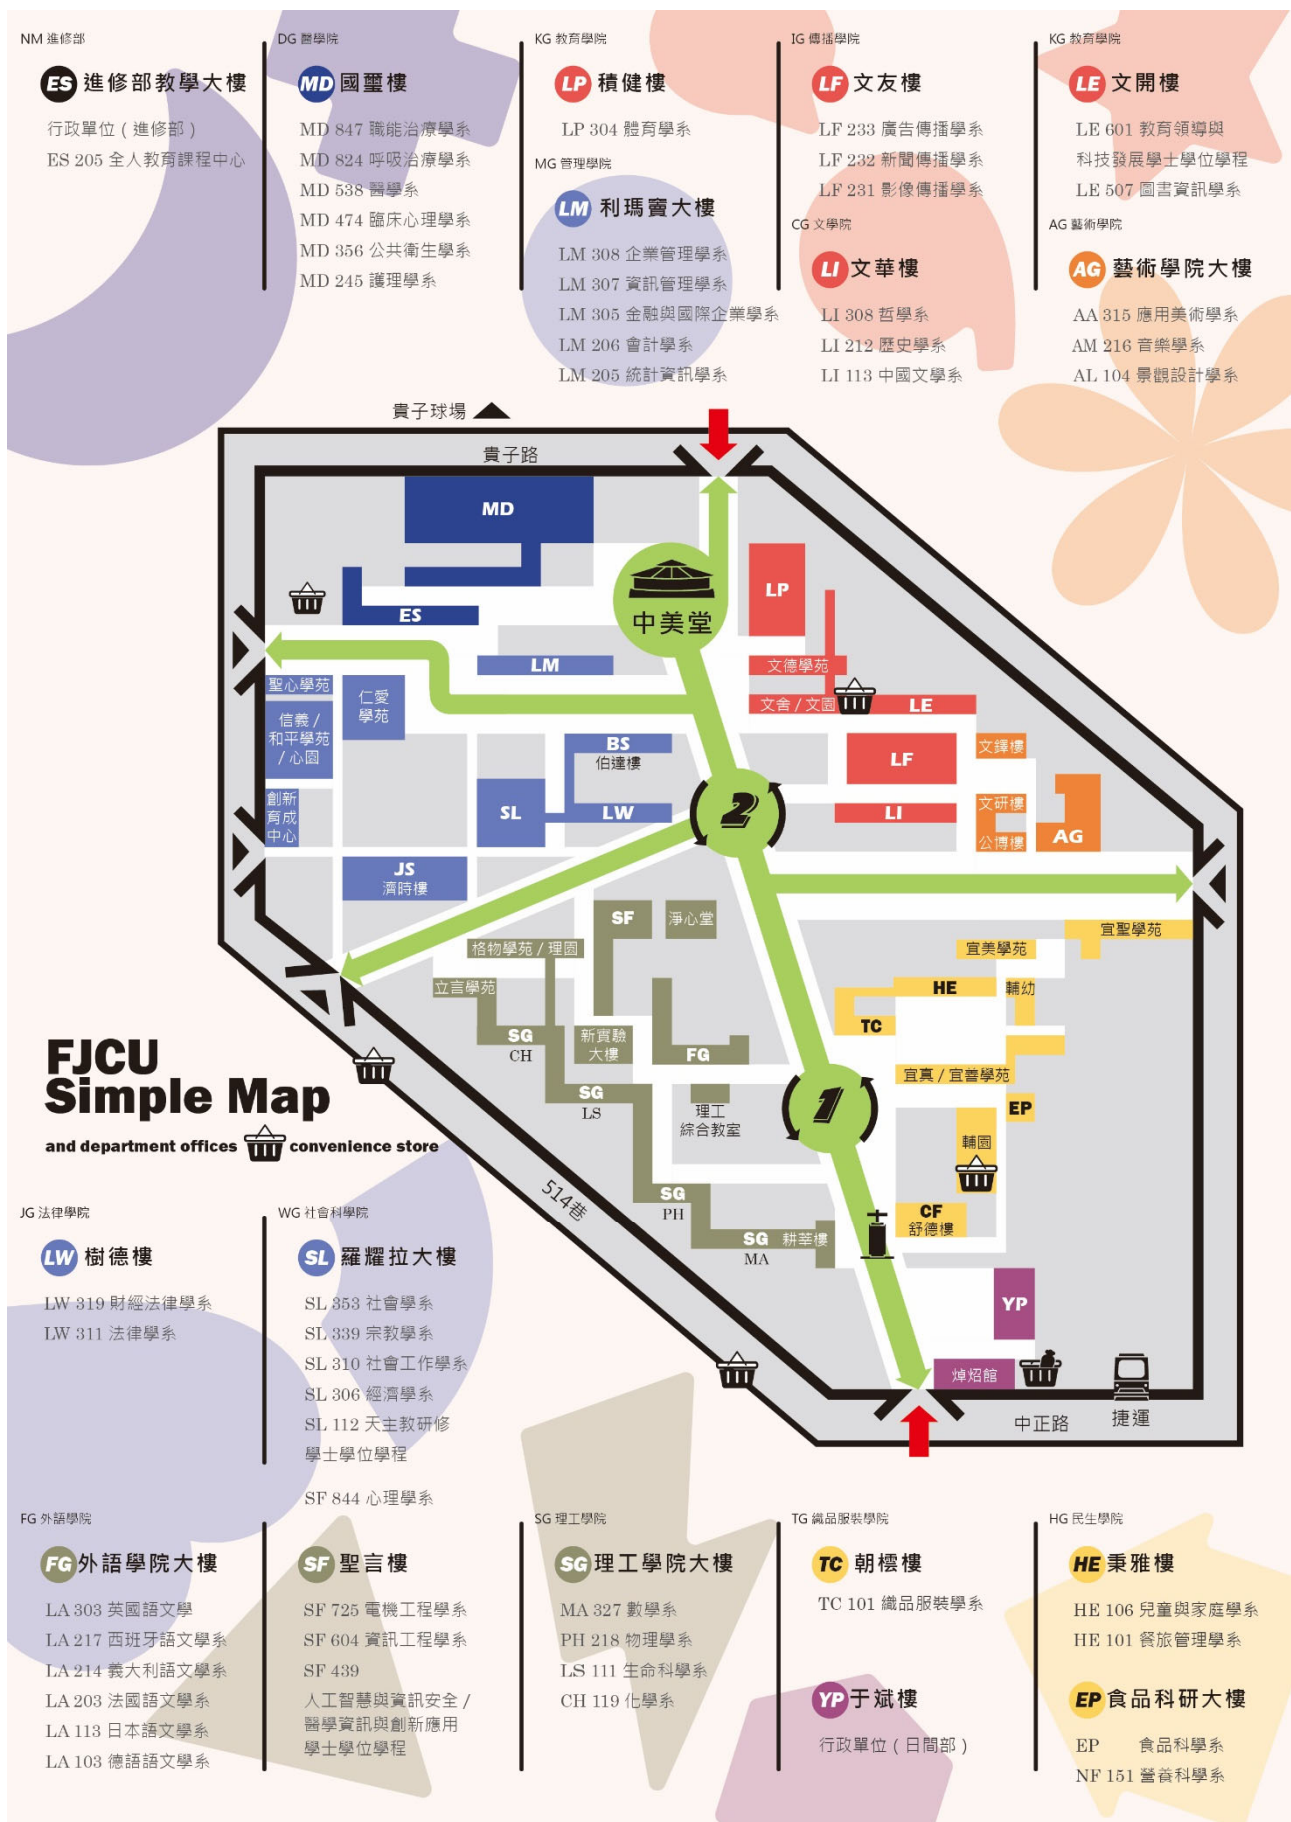 NM 進修部
ES 進修部教學大樓
行政單位 ( 進修部 )
ES 205 全人教育課程中心
DG 醫學院
MD 國璽樓
MD 847 職能治療學系
MD 824 呼吸治療學系
MD 538 醫學系
MD 474 臨床心理學系
MD 356 公共衛生學系
MD 245 護理學系
KG 教育學院
LP 積健樓
LP 304 體育學系
MG 管理學院
LM 利瑪竇大樓
LM 308 企業管理學系
LM 307 資訊管理學系
LM 305 金融與國際企業學系
LM 206 會計學系
LM 205 統計資訊學系
IG 傳播學院
LF 文友樓
LF 233 廣告傳播學系
LF 232 新聞傳播學系
LF 231 影像傳播學系
CG 文學院
LI 文華樓
LI 308 哲學系
LI 212 歷史學系
LI 113 中國文學系
KG 教育學院
LE 文開樓
LE 601 教育領導與
科技發展學士學位學程
LE 507 圖書資訊學系
AG 藝術學院
AG 藝術學院大樓
AA 315 應用美術學系
AM 216 音樂學系
AL 104 景觀設計學系
貴子球場
貴子路
MD
中美堂
LP
ES
LM
文德學苑
聖心學苑
仁愛
學苑
文舍 / 文園
LE
信義 /
和平學苑
/ 心園
BS
伯達樓
文鐸樓
LF
創新
育成
中心
SL
LW
2
LI
文研樓
公博樓
AG
JS
濟時樓
SF
淨心堂
宜聖學苑
格物學苑 / 理園
宜美學苑
立言學苑
HE
輔幼
SG
CH
新實驗
大樓
FG
TC
宜真 / 宜善學苑
SG
LS
理工
綜合教室
1
EP
輔園
514巷
SG
PH
CF
舒德樓
SG 耕莘樓
MA
YP
焯炤館
中正路
捷運
FJCU
Simple Map
and department offices convenience store
JG 法律學院
LW 樹德樓
LW 319 財經法律學系
LW 311 法律學系
WG 社會科學院
SL 羅耀拉大樓
SL 353 社會學系
SL 339 宗教學系
SL 310 社會工作學系
SL 306 經濟學系
SL 112 天主教研修
學士學位學程
SF 844 心理學系
FG 外語學院
FG 外語學院大樓
LA 303 英國語文學
LA 217 西班牙語文學系
LA 214 義大利語文學系
LA 203 法國語文學系
LA 113 日本語文學系
LA 103 德語語文學系
SF 聖言樓
SF 725 電機工程學系
SF 604 資訊工程學系
SF 439
人工智慧與資訊安全 /
醫學資訊與創新應用
學士學位學程
SG 理工學院
SG 理工學院大樓
MA 327 數學系
PH 218 物理學系
LS 111 生命科學系
CH 119 化學系
TG 織品服裝學院
TC 朝橒樓
TC 101 織品服裝學系
YP 于斌樓
行政單位 ( 日間部 )
HG 民生學院
HE 秉雅樓
HE 106 兒童與家庭學系
HE 101 餐旅管理學系
EP 食品科研大樓
EP 食品科學系
NF 151 營養科學系